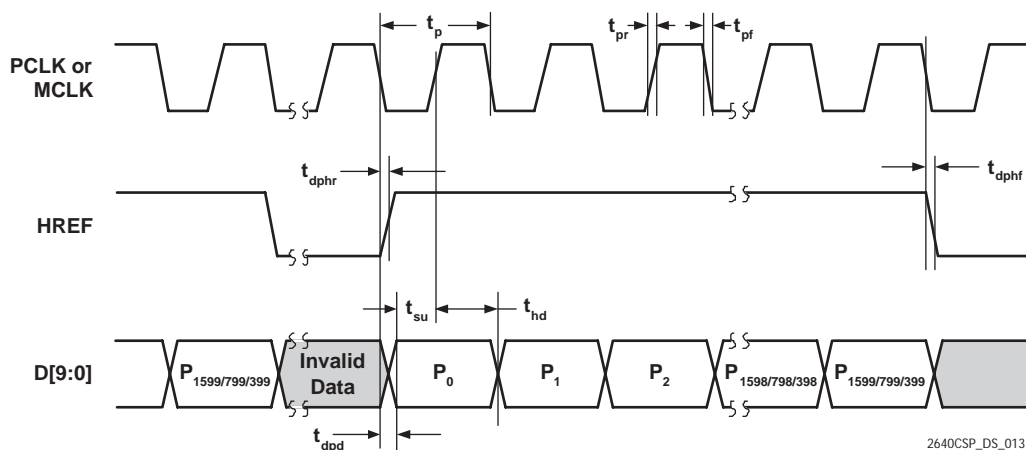 t_p
t_pr
t_pf
PCLK or
MCLK
t_dphr
t_dphf
HREF
t_su
t_hd
D[9:0]
P_1599/799/399
Invalid
Data
P_0
P_1
P_2
P_1598/798/398
P_1599/799/399
t_dpd
2640CSP_DS_013